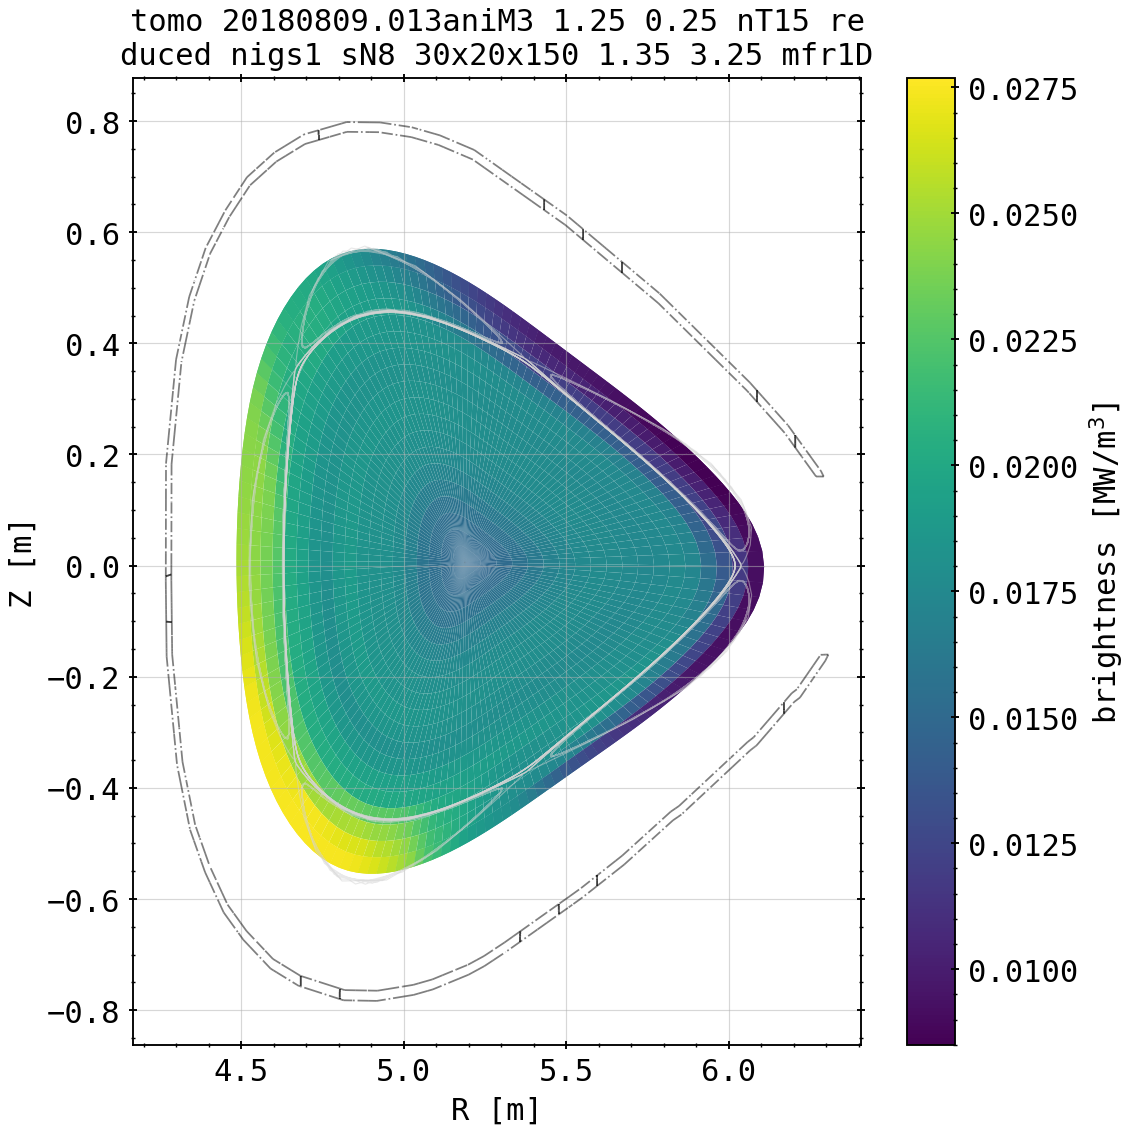 tomo 20180809.013aniM3 1.25 0.25 nT15 re
duced nigs1 sN8 30x20x150 1.35 3.25 mfr1D
0.8
0.6
0.4
0.2
0.0
−0.2
−0.4
−0.6
−0.8
Z [m]
4.5 5.0 5.5 6.0
R [m]
0.0275
0.0250
0.0225
0.0200
0.0175
0.0150
0.0125
0.0100
brightness [MW/m³]